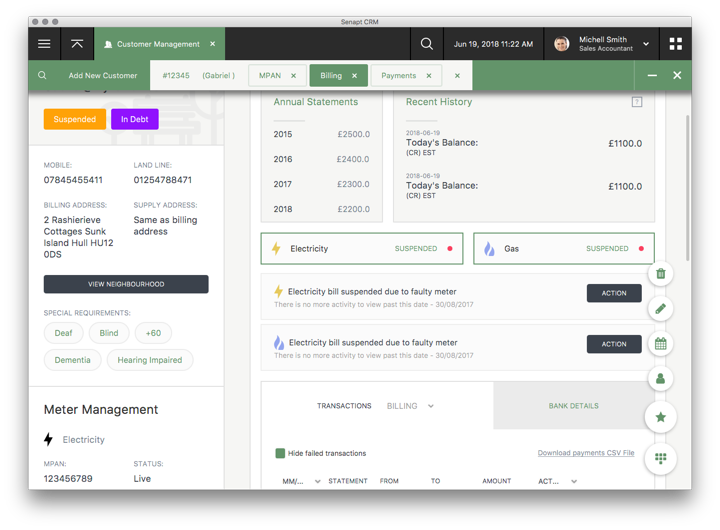 Senapt CRM
Customer Management ×
Jun 19, 2018 11:22 AM
Michell Smith
Sales Accountant
Add New Customer
#12345 (Gabriel )
MPAN ×
Billing ×
Payments ×
×
Suspended
In Debt
MOBILE:
07845455411
LAND LINE:
01254788471
BILLING ADDRESS:
2 Rashierieve
Cottages Sunk
Island Hull HU12
0DS
SUPPLY ADDRESS:
Same as billing
address
VIEW NEIGHBOURHOOD
SPECIAL REQUIREMENTS:
Deaf
Blind
+60
Dementia
Hearing Impaired
Meter Management
Electricity
MPAN:
123456789
STATUS:
Live
Annual Statements
2015 £2500.0
2016 £2400.0
2017 £2300.0
2018 £2200.0
Recent History
?
2018-06-19
Today's Balance: £1100.0
(CR) EST
2018-06-19
Today's Balance: £1100.0
(CR) EST
Electricity SUSPENDED
Gas SUSPENDED
Electricity bill suspended due to faulty meter
There is no more activity to view past this date - 30/08/2017
ACTION
Electricity bill suspended due to faulty meter
There is no more activity to view past this date - 30/08/2017
ACTION
TRANSACTIONS BILLING
BANK DETAILS
Hide failed transactions
Download payments CSV File
MM/... STATEMENT FROM TO AMOUNT ACT...